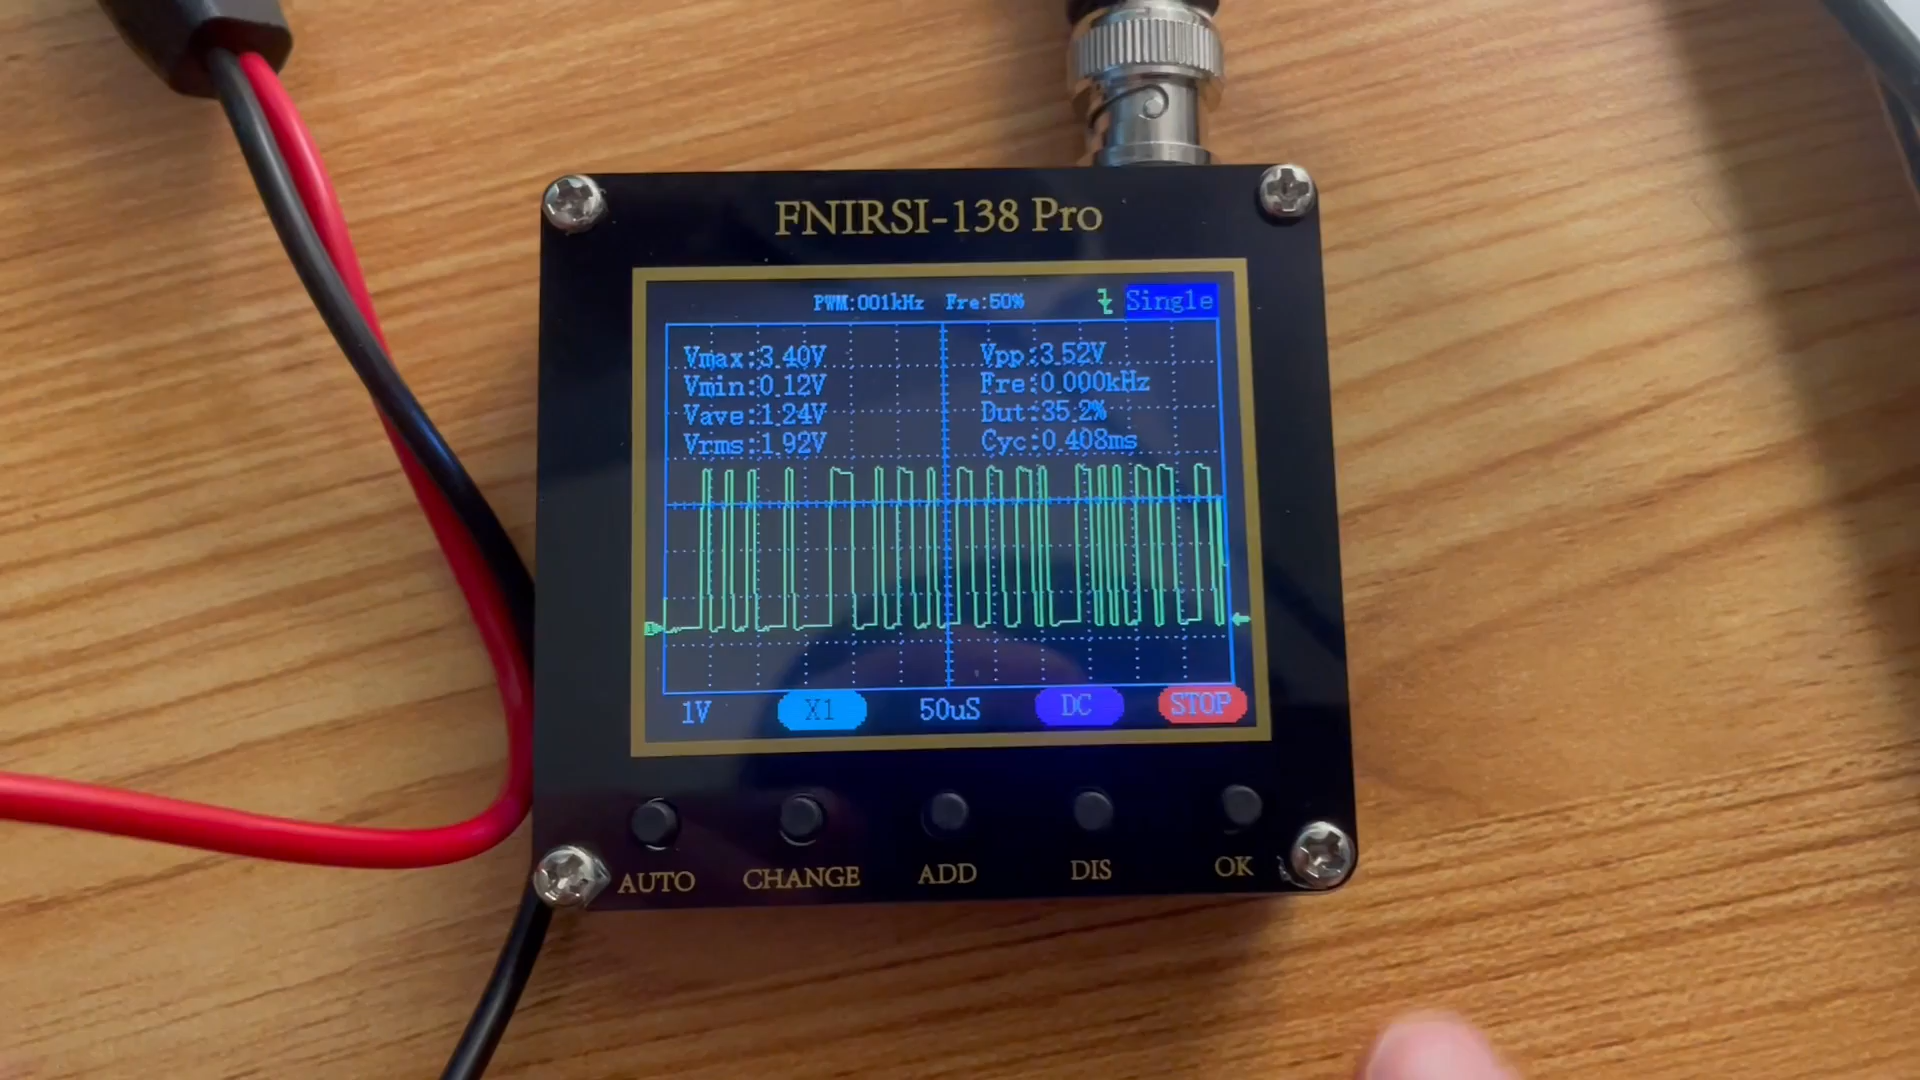 FNIRSI-138 Pro
PWM:001kHz Fre:50% Single
Vmax:3.40V Vpp:3.52V
Vmin:0.12V Fre:0.000kHz
Vave:1.24V Dut:35.2%
Vrms:1.92V Cyc:0.408ms
1V X1 50uS DC STOP
AUTO CHANGE ADD DIS OK